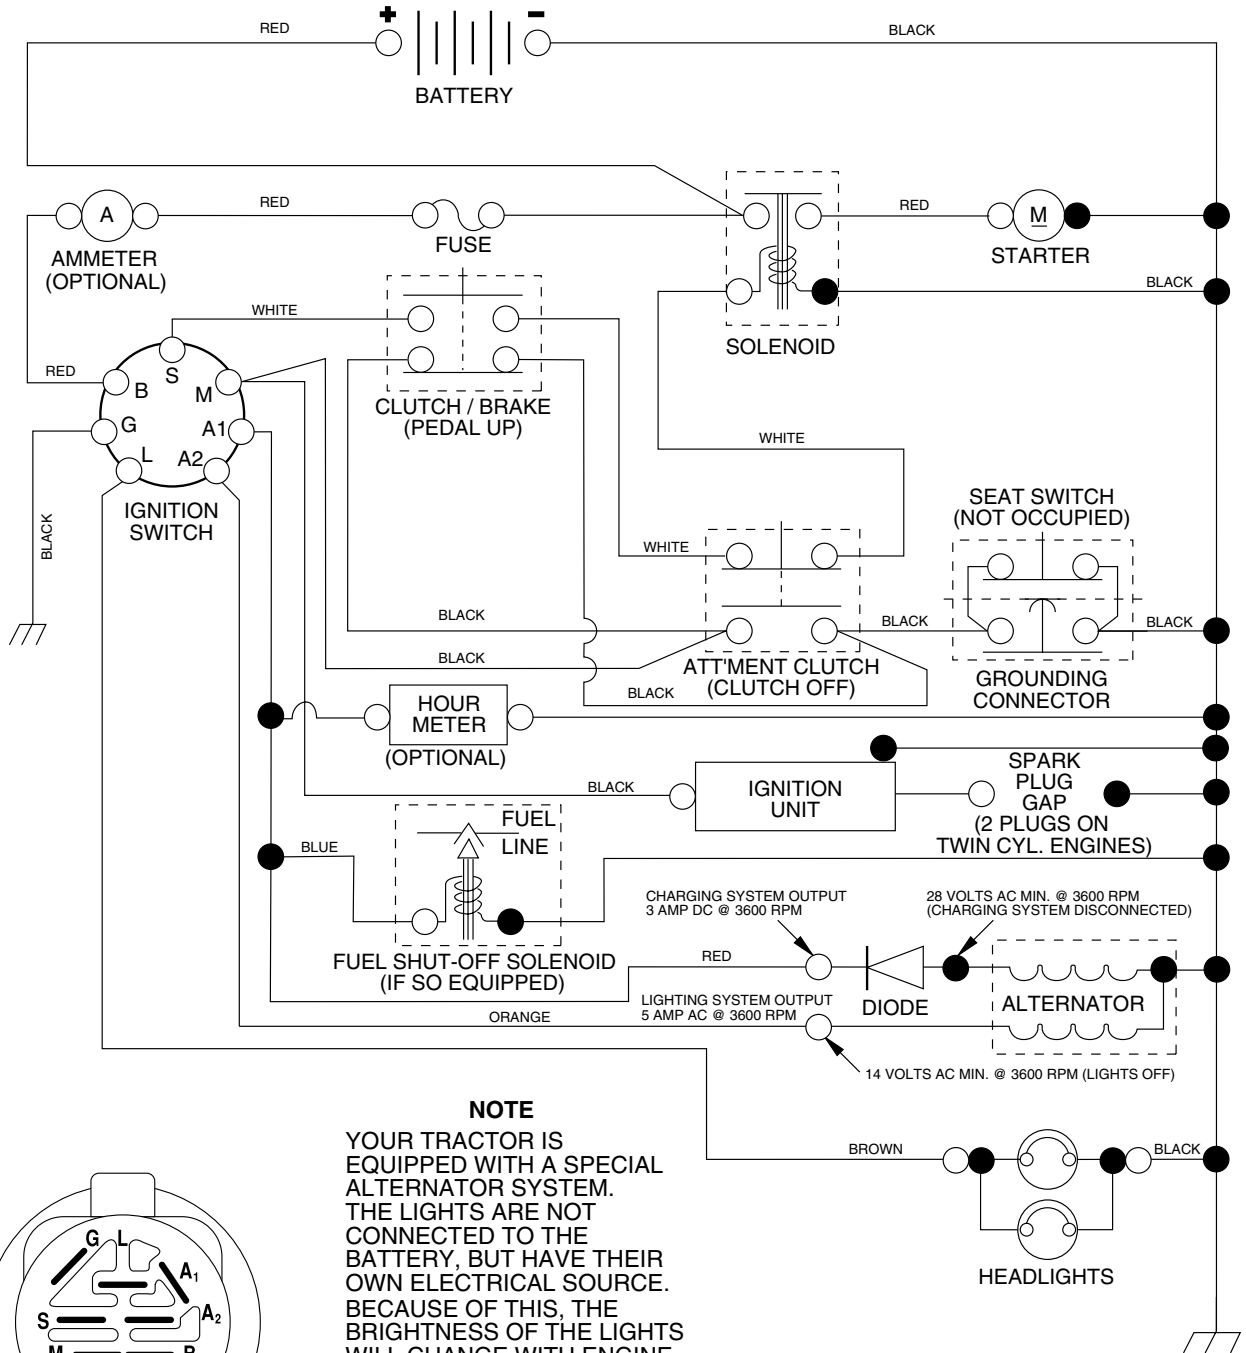 + −
RED
BLACK
BATTERY
A
RED
FUSE
RED
M
STARTER
AMMETER
(OPTIONAL)
BLACK
WHITE
SOLENOID
RED
B
S
M
G
A1
L
A2
CLUTCH / BRAKE
(PEDAL UP)
WHITE
IGNITION
SWITCH
BLACK
SEAT SWITCH
(NOT OCCUPIED)
WHITE
BLACK
BLACK
BLACK
BLACK
ATT'MENT CLUTCH
(CLUTCH OFF)
GROUNDING
CONNECTOR
BLACK
HOUR
METER
(OPTIONAL)
BLACK
IGNITION
UNIT
SPARK
PLUG
GAP
(2 PLUGS ON
TWIN CYL. ENGINES)
FUEL
LINE
BLUE
FUEL SHUT-OFF SOLENOID
(IF SO EQUIPPED)
CHARGING SYSTEM OUTPUT
3 AMP DC @ 3600 RPM
28 VOLTS AC MIN. @ 3600 RPM
(CHARGING SYSTEM DISCONNECTED)
RED
DIODE
ALTERNATOR
LIGHTING SYSTEM OUTPUT
5 AMP AC @ 3600 RPM
ORANGE
14 VOLTS AC MIN. @ 3600 RPM (LIGHTS OFF)
BROWN
BLACK
HEADLIGHTS
NOTE
YOUR TRACTOR IS
EQUIPPED WITH A SPECIAL
ALTERNATOR SYSTEM.
THE LIGHTS ARE NOT
CONNECTED TO THE
BATTERY, BUT HAVE THEIR
OWN ELECTRICAL SOURCE.
BECAUSE OF THIS, THE
BRIGHTNESS OF THE LIGHTS
WILL CHANGE WITH ENGINE
G L
A1
S
A2
M B